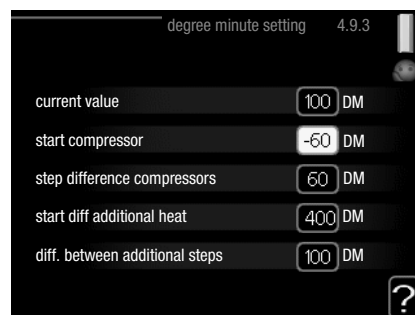 degree minute setting 4.9.3
current value 100 DM
start compressor -60 DM
step difference compressors 60 DM
start diff additional heat 400 DM
diff. between additional steps 100 DM
?